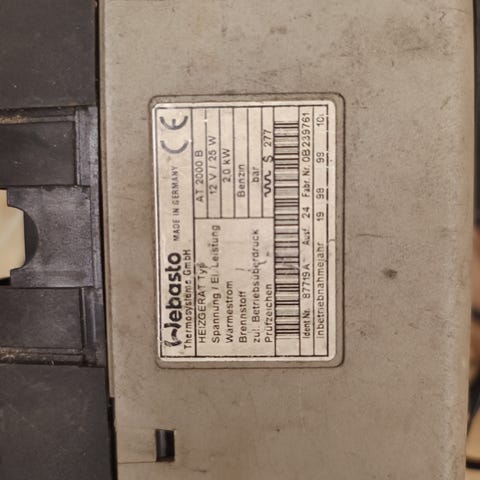 Webasto MADE IN GERMANY CE
Thermosysteme GmbH
HEIZGERÄT Typ AT 2000 B
Spannung / El. Leistung 12 V / 25 W
Wärmestrom 2.0 kW
Brennstoff Benzin
zul. Betriebsüberdruck bar
Prüfzeichen S 277
Ident Nr. 87719A Ausf. 24 Fabr Nr. 0B239761
Inbetriebnahmejahr 19 98 99 10.